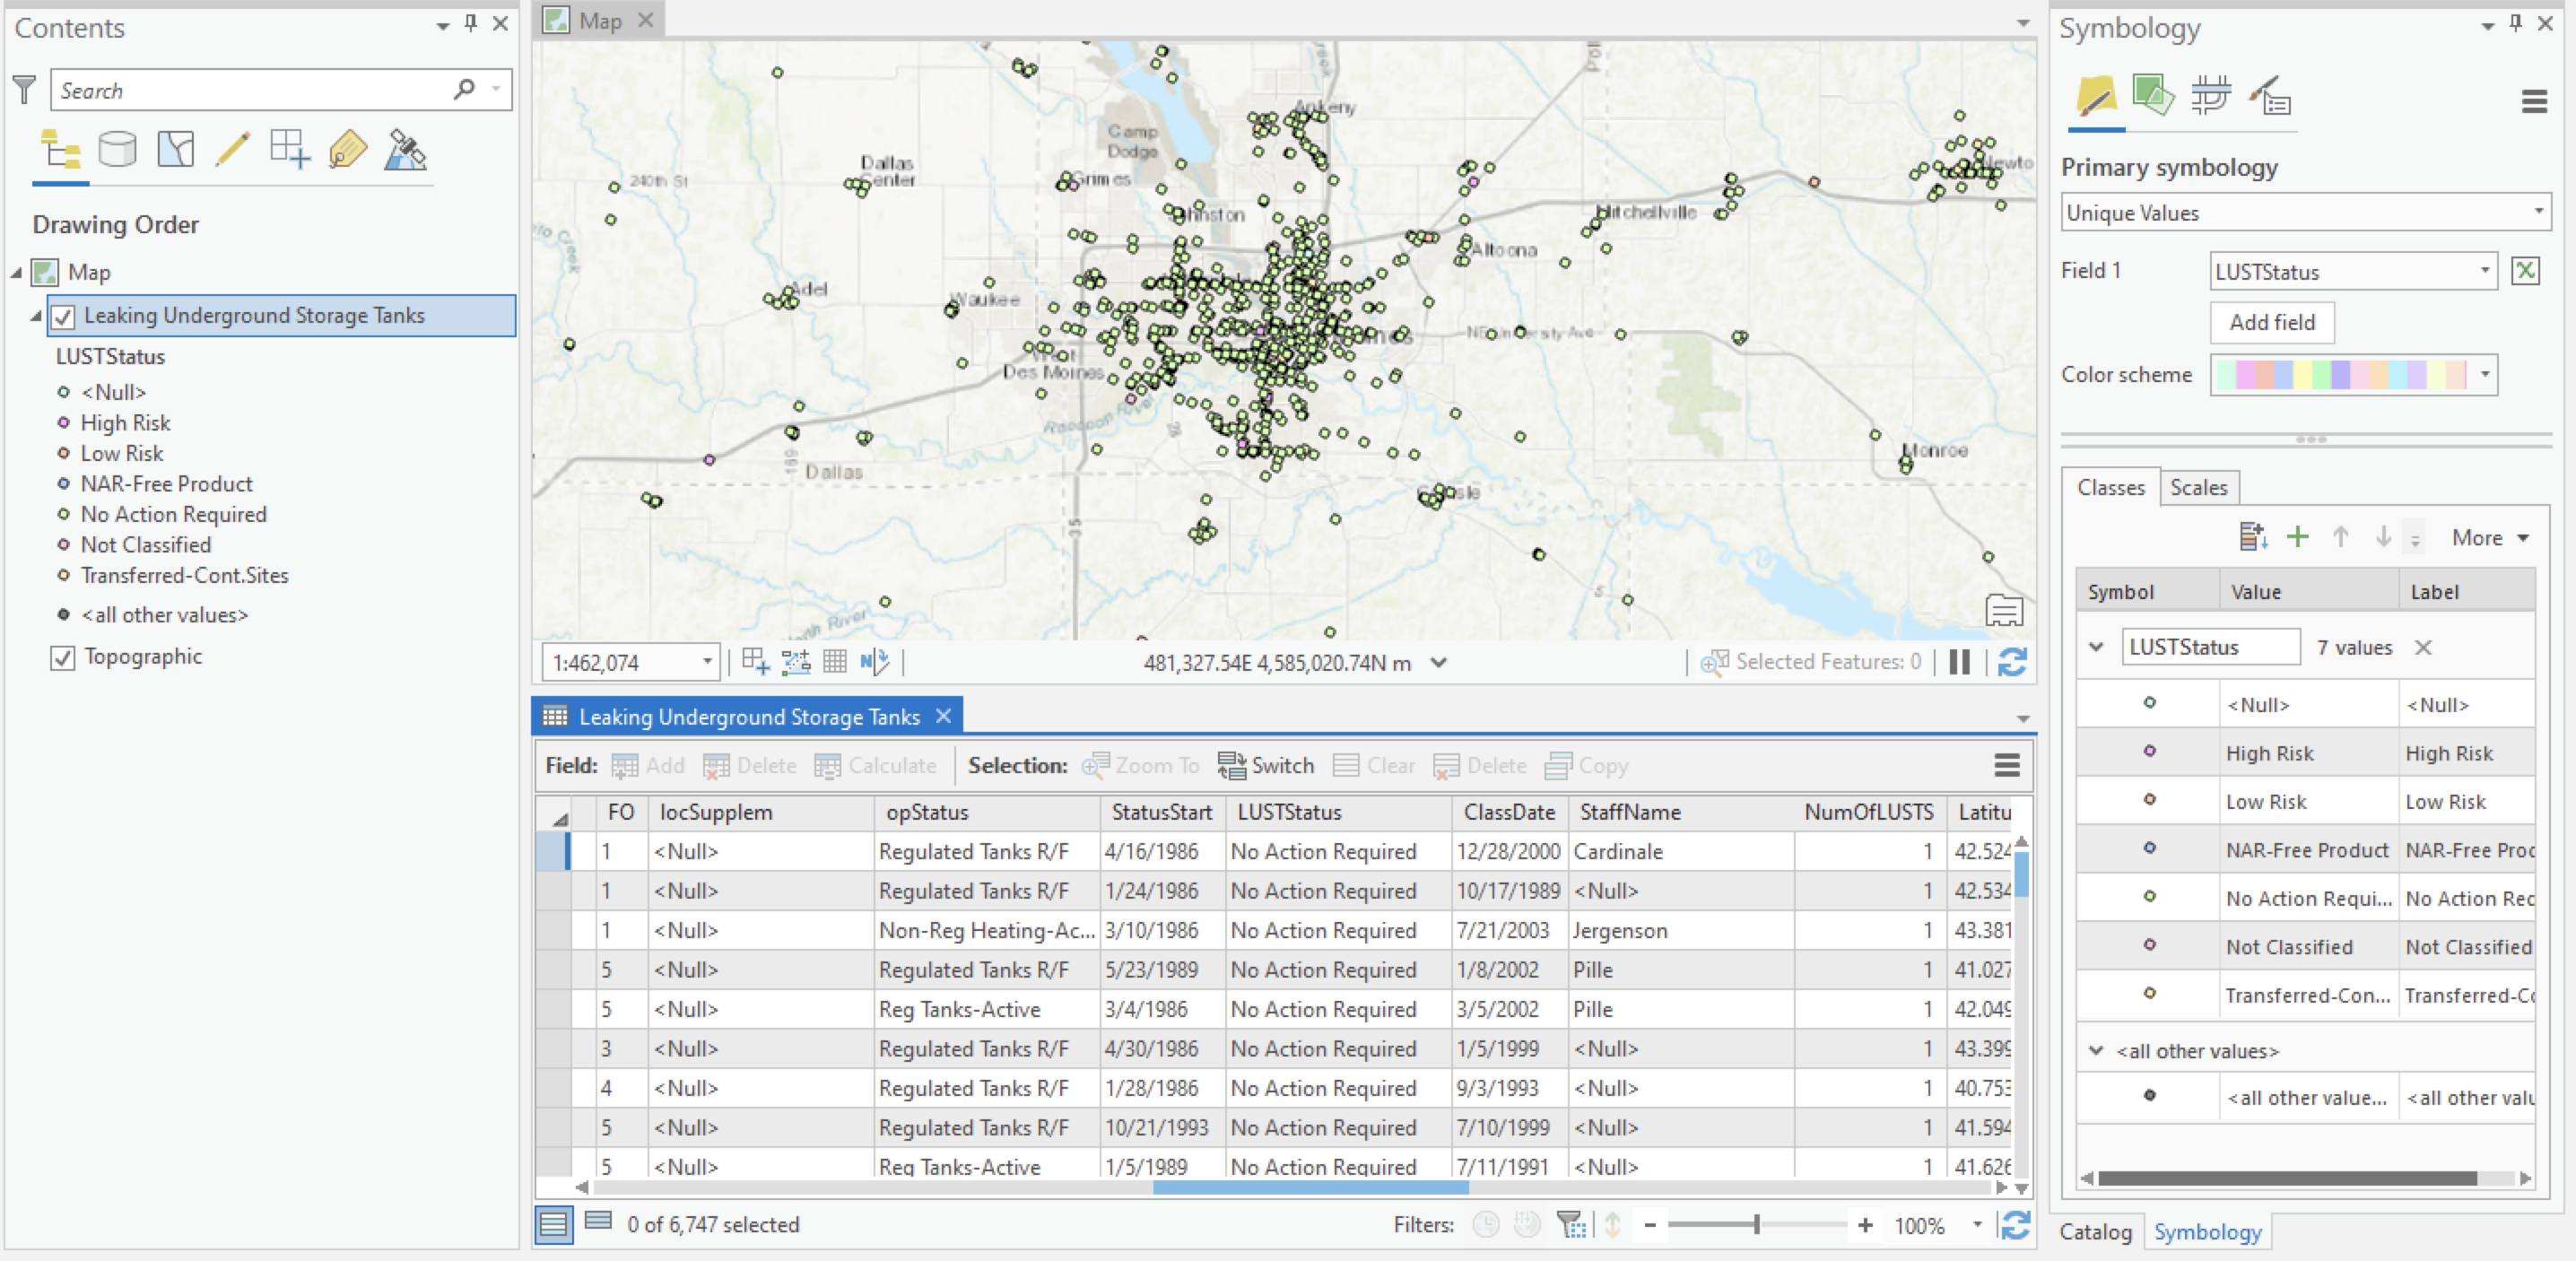 Contents
Search
Drawing Order
Map
Leaking Underground Storage Tanks
LUSTStatus
<Null>
High Risk
Low Risk
NAR-Free Product
No Action Required
Not Classified
Transferred-Cont.Sites
<all other values>
Topographic
Map
Ankeny
Camp
Dodge
Dallas
Center
240th St
Grimes
Johnston
Mitchellville
Altoona
Adel
Waukee
NE University Ave
West
Des Moines
Raccoon River
169
Dallas
35
Monroe
North River
1:462,074
481,327.54E 4,585,020.74N m
Selected Features: 0
Leaking Underground Storage Tanks
Field: Add Delete Calculate Selection: Zoom To Switch Clear Delete Copy
FO locSupplem opStatus StatusStart LUSTStatus ClassDate StaffName NumOfLUSTS Latitu
1 <Null> Regulated Tanks R/F 4/16/1986 No Action Required 12/28/2000 Cardinale 1 42.524
1 <Null> Regulated Tanks R/F 1/24/1986 No Action Required 10/17/1989 <Null> 1 42.534
1 <Null> Non-Reg Heating-Ac... 3/10/1986 No Action Required 7/21/2003 Jergenson 1 43.381
5 <Null> Regulated Tanks R/F 5/23/1989 No Action Required 1/8/2002 Pille 1 41.027
5 <Null> Reg Tanks-Active 3/4/1986 No Action Required 3/5/2002 Pille 1 42.049
3 <Null> Regulated Tanks R/F 4/30/1986 No Action Required 1/5/1999 <Null> 1 43.399
4 <Null> Regulated Tanks R/F 1/28/1986 No Action Required 9/3/1993 <Null> 1 40.753
5 <Null> Regulated Tanks R/F 10/21/1993 No Action Required 7/10/1999 <Null> 1 41.594
5 <Null> Reg Tanks-Active 1/5/1989 No Action Required 7/11/1991 <Null> 1 41.626
0 of 6,747 selected
Filters:
100%
Symbology
Primary symbology
Unique Values
Field 1 LUSTStatus
Add field
Color scheme
Classes Scales
More
Symbol Value Label
LUSTStatus 7 values
<Null> <Null>
High Risk High Risk
Low Risk Low Risk
NAR-Free Product NAR-Free Proc
No Action Requi... No Action Rec
Not Classified Not Classified
Transferred-Con... Transferred-Co
<all other values>
<all other value... <all other valu
Catalog Symbology